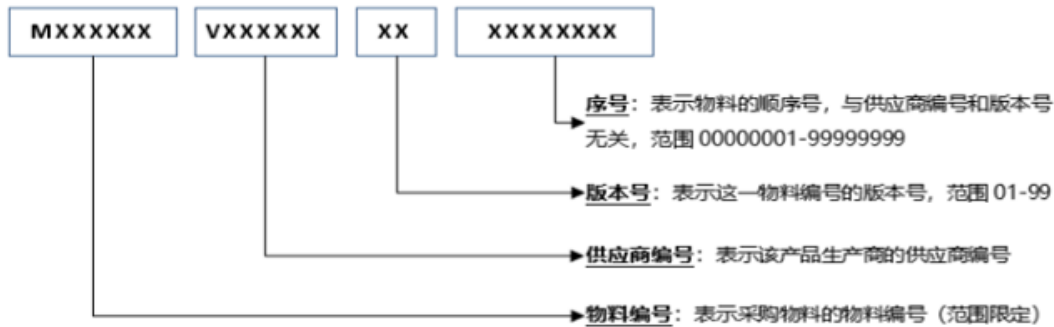 MXXXXXX VXXXXXX XX XXXXXXXX
序号：表示物料的顺序号，与供应商编号和版本号
无关，范围 00000001-99999999
版本号：表示这一物料编号的版本号，范围 01-99
供应商编号：表示该产品生产商的供应商编号
物料编号：表示采购物料的物料编号（范围限定）